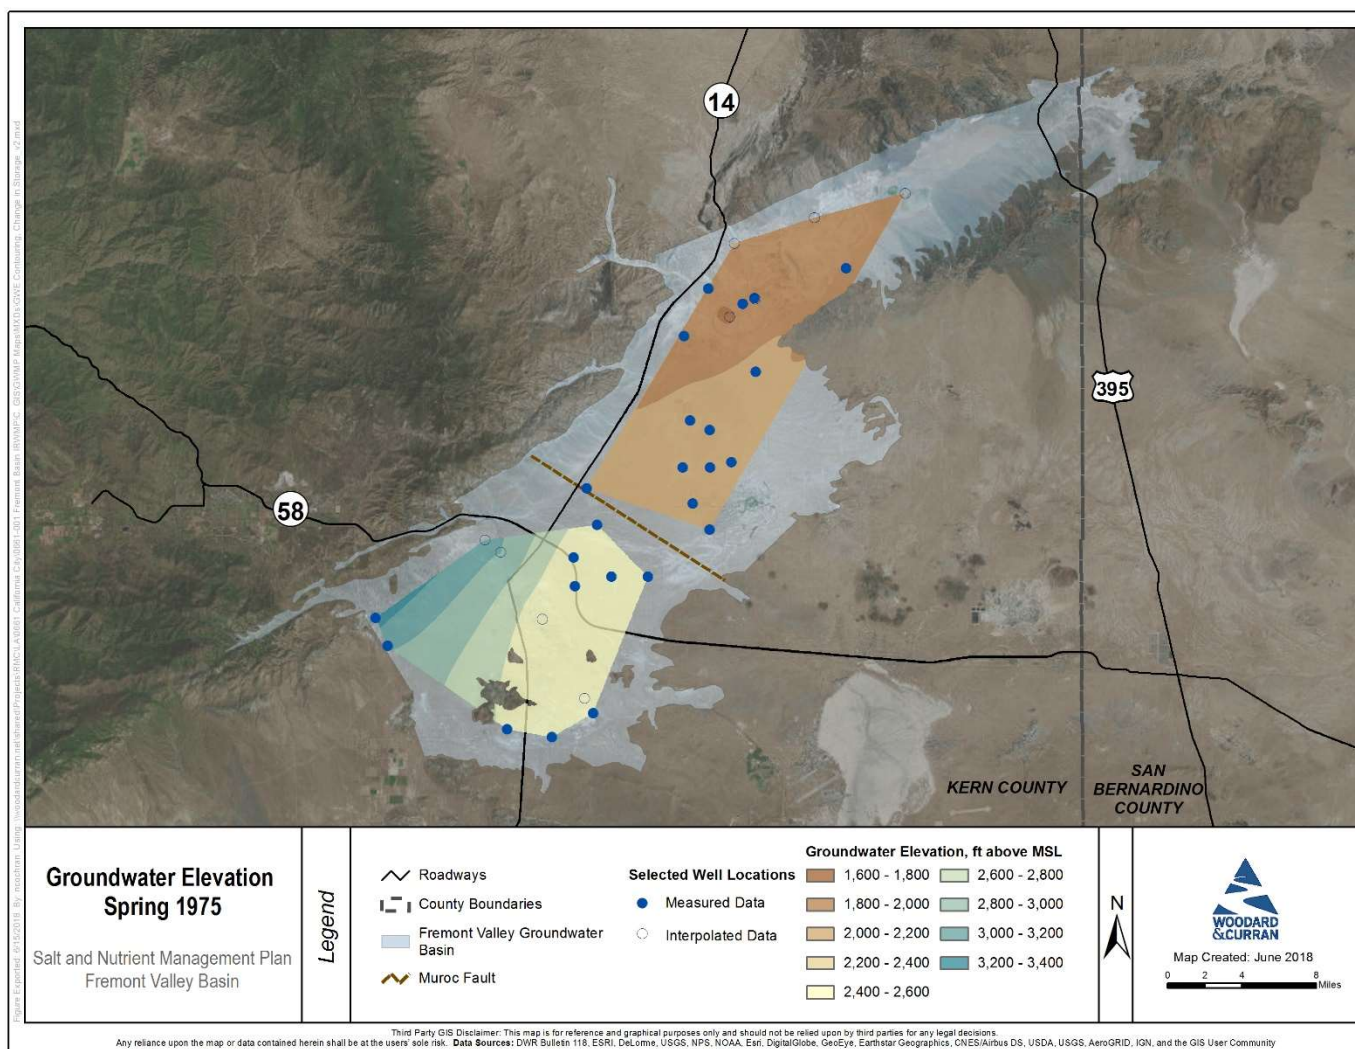 14
395
58
KERN COUNTY
SAN
BERNARDINO
COUNTY
Groundwater Elevation
Spring 1975
Salt and Nutrient Management Plan
Fremont Valley Basin
Legend
Roadways
County Boundaries
Fremont Valley Groundwater
Basin
Muroc Fault
Selected Well Locations
Measured Data
Interpolated Data
Groundwater Elevation, ft above MSL
1,600 - 1,800
1,800 - 2,000
2,000 - 2,200
2,200 - 2,400
2,400 - 2,600
2,600 - 2,800
2,800 - 3,000
3,000 - 3,200
3,200 - 3,400
N
WOODARD
&CURRAN
Map Created: June 2018
0 2 4 8
Miles
Third Party GIS Disclaimer: This map is for reference and graphical purposes only and should not be relied upon by third parties for any legal decisions.
Any reliance upon the map or data contained herein shall be at the users' sole risk. Data Sources: DWR Bulletin 118, ESRI, DeLorme, USGS, NPS, NOAA, Esri, DigitalGlobe, GeoEye, Earthstar Geographics, CNES/Airbus DS, USDA, USGS, AeroGRID, IGN, and the GIS User Community